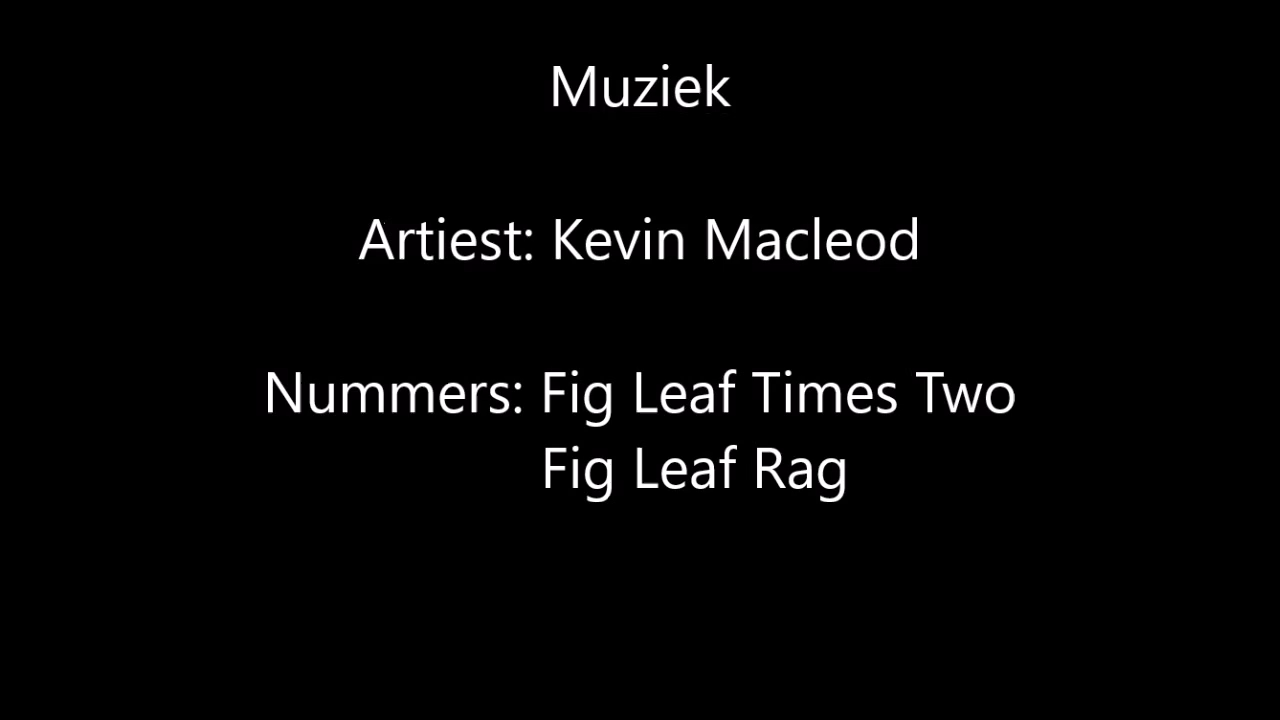 Muziek
Artiest: Kevin Macleod
Nummers: Fig Leaf Times Two
Fig Leaf Rag